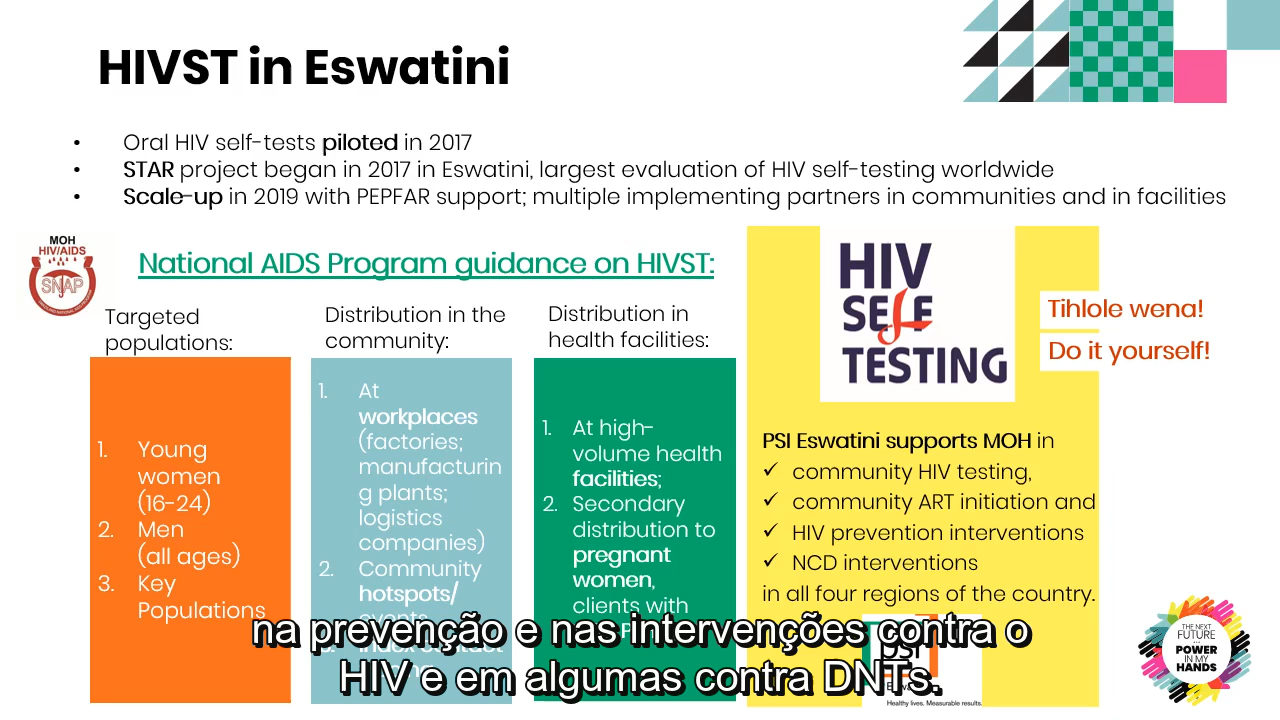 HIVST in Eswatini
• Oral HIV self-tests piloted in 2017
• STAR project began in 2017 in Eswatini, largest evaluation of HIV self-testing worldwide
• Scale-up in 2019 with PEPFAR support; multiple implementing partners in communities and in facilities
MOH
HIV/AIDS
SNAP
National AIDS Program guidance on HIVST:
Targeted
populations:
1. Young
women
(16-24)
2. Men
(all ages)
3. Key
Populations
Distribution in the
community:
1. At
workplaces
(factories;
manufacturin
g plants;
logistics
companies)
2. Community
hotspots/
events
Distribution in
health facilities:
1. At high-
volume health
facilities;
2. Secondary
distribution to
pregnant
women,
clients with
HIV
SELF
TESTING
Tihlole wena!
Do it yourself!
PSI Eswatini supports MOH in
✓ community HIV testing,
✓ community ART initiation and
✓ HIV prevention interventions
✓ NCD interventions
in all four regions of the country.
psi
Healthy lives. Measurable results.
THE NEXT
FUTURE
POWER
IN MY
HANDS
na prevenção e nas intervenções contra o
HIV e em algumas contra DNTs.